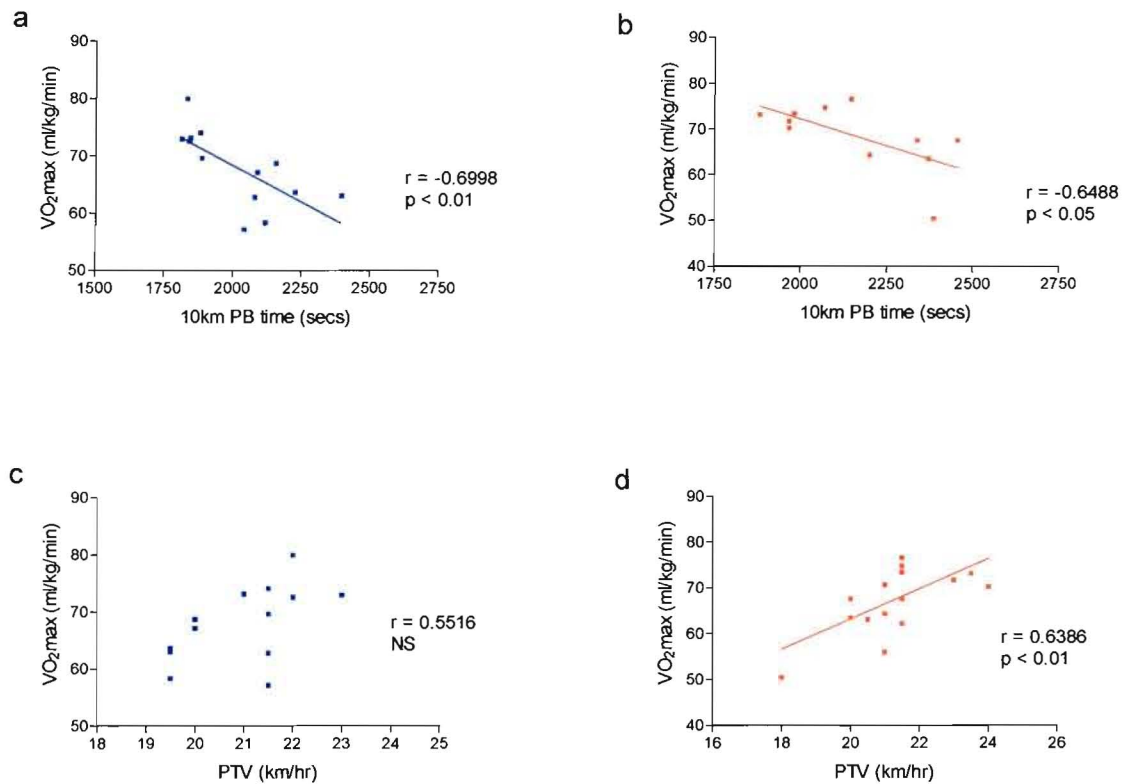 a
90
80
70
60
50
VO₂max (ml/kg/min)
1500 1750 2000 2250 2500 2750
10km PB time (secs)
r = -0.6998
p < 0.01
b
90
80
70
60
50
40
VO₂max (ml/kg/min)
1750 2000 2250 2500 2750
10km PB time (secs)
r = -0.6488
p < 0.05
c
90
80
70
60
50
VO₂max (ml/kg/min)
18 19 20 21 22 23 24 25
PTV (km/hr)
r = 0.5516
NS
d
90
80
70
60
50
40
VO₂max (ml/kg/min)
16 18 20 22 24 26
PTV (km/hr)
r = 0.6386
p < 0.01